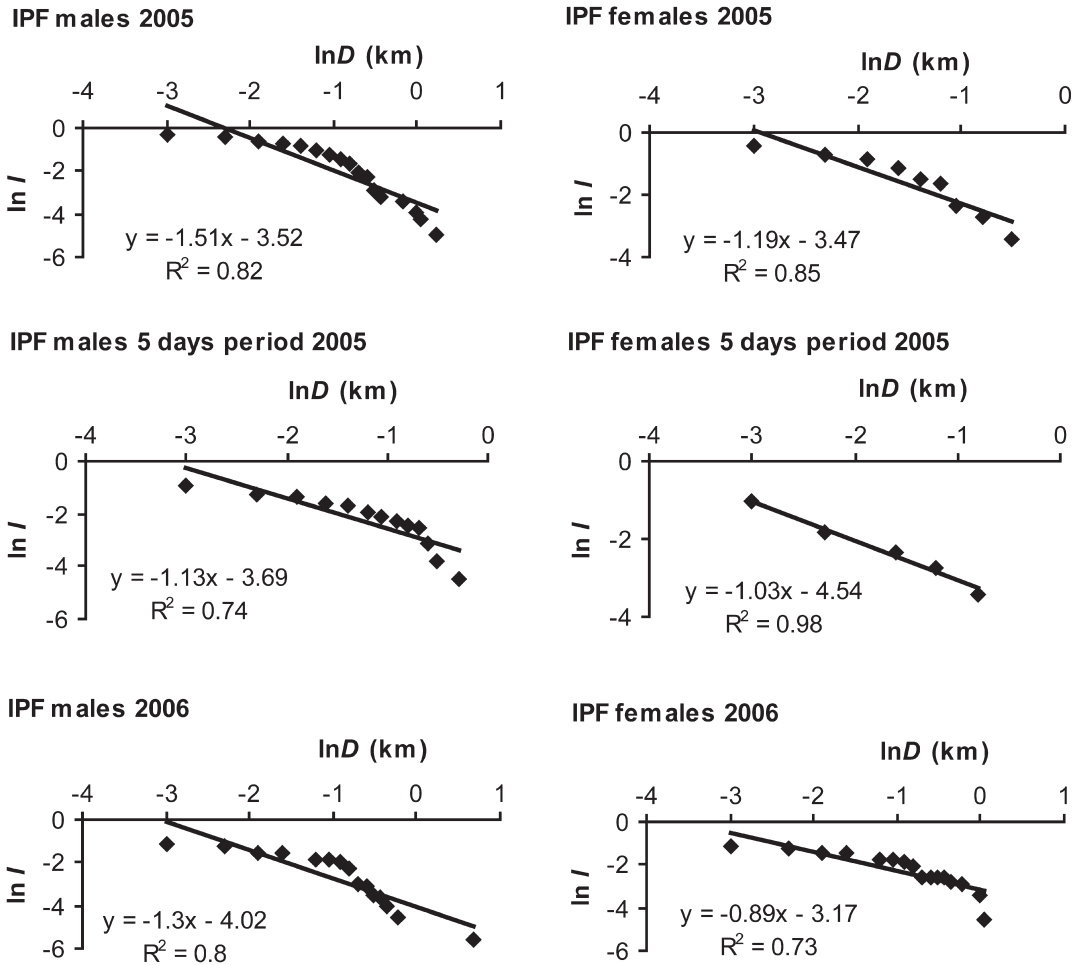 IPF males 2005
lnD (km)
-4 -3 -2 -1 0 1
0
-2
-4
-6
ln I
y = -1.51x - 3.52
R² = 0.82
IPF females 2005
lnD (km)
-4 -3 -2 -1 0
0
-2
-4
ln I
y = -1.19x - 3.47
R² = 0.85
IPF males 5 days period 2005
lnD (km)
-4 -3 -2 -1 0
0
-2
-4
-6
ln I
y = -1.13x - 3.69
R² = 0.74
IPF females 5 days period 2005
lnD (km)
-4 -3 -2 -1 0
0
-2
-4
ln I
y = -1.03x - 4.54
R² = 0.98
IPF males 2006
lnD (km)
-4 -3 -2 -1 0 1
0
-2
-4
-6
ln I
y = -1.3x - 4.02
R² = 0.8
IPF females 2006
lnD (km)
-4 -3 -2 -1 0 1
0
-2
-4
-6
ln I
y = -0.89x - 3.17
R² = 0.73